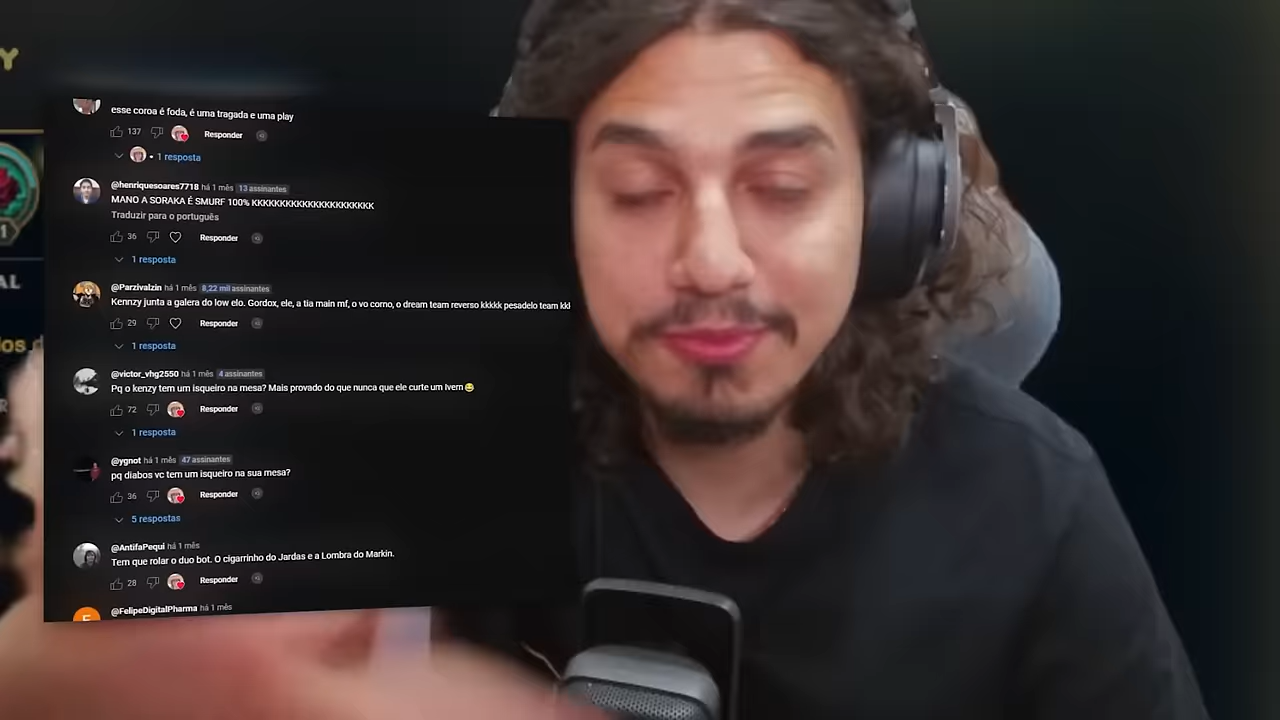 Y
esse coroa é foda, é uma tragada e uma play
137 Responder
1 resposta
@henriquesoares7718 há 1 mês 13 assinantes
MANO A SORAKA É SMURF 100% KKKKKKKKKKKKKKKKKKKKKK
Traduzir para o português
36 Responder
1 resposta
@Parzivalzin há 1 mês 8,22 mil assinantes
Kennzy junta a galera do low elo. Gordox, ele, a tia main mf, o vo corno, o dream team reverso kkkkk pesadelo team kkk
29 Responder
1 resposta
@victor_vhg2550 há 1 mês 4 assinantes
Pq o kenzy tem um isqueiro na mesa? Mais provado do que nunca que ele curte um Ivern😂
72 Responder
1 resposta
@ygnot há 1 mês 47 assinantes
pq diabos vc tem um isqueiro na sua mesa?
36 Responder
5 respostas
@AntifaPequi há 1 mês
Tem que rolar o duo bot. O cigarrinho do Jardas e a Lombra do Markin.
28 Responder
@FelipeDigitalPharma há 1 mês
1
AL
los d
R